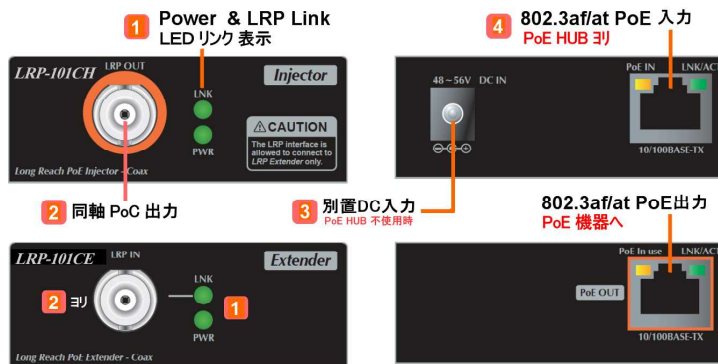 1 Power & LRP Link
LED リンク 表示
4 802.3af/at PoE 入力
PoE HUB ヨリ
LRP-101CH
LRP OUT
Injector
LNK
PWR
⚠CAUTION
The LRP interface is
allowed to connect to
LRP Extender only.
Long Reach PoE Injector - Coax
48~56V DC IN
PoE IN LNK/ACT
10/100BASE-TX
2 同軸 PoC 出力
3 別置DC入力
PoE HUB 不使用時
802.3af/at PoE出力
PoE 機器へ
LRP-101CE
LRP IN
Extender
LNK
2 ヨリ
1
PWR
Long Reach PoE Extender - Coax
PoE In use LNK/ACT
PoE OUT
10/100BASE-TX